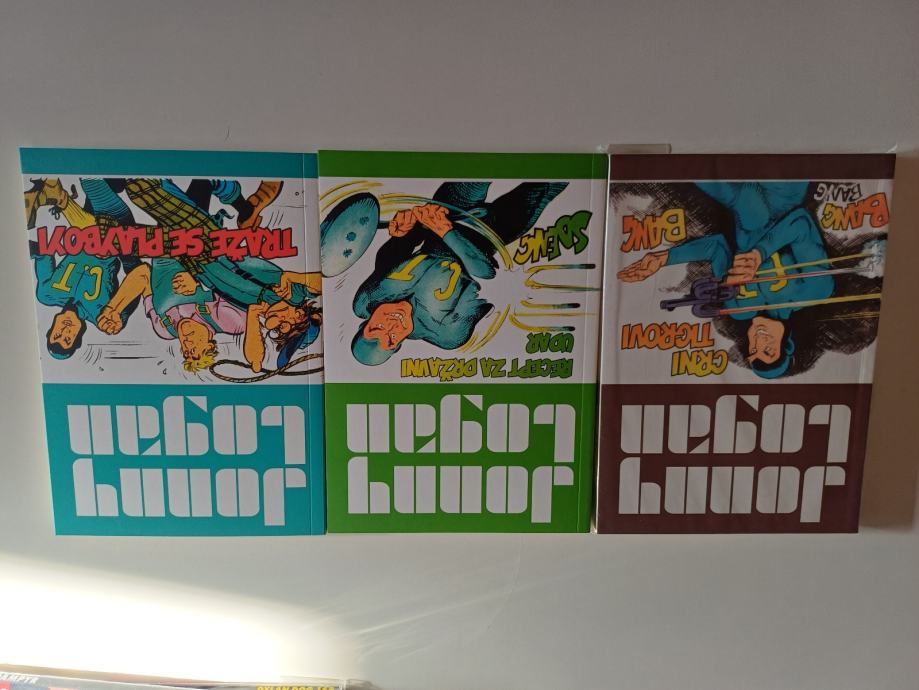 jonny
logan
CRNI
TIGROVI
C.T
BANG
BANG
BANG
jonny
logan
RECEPT ZA DRŽAVNI
UDAR
C.T
SDENG
jonny
logan
C.T
TRAŽE SE PLAYBOYI
AMPYR